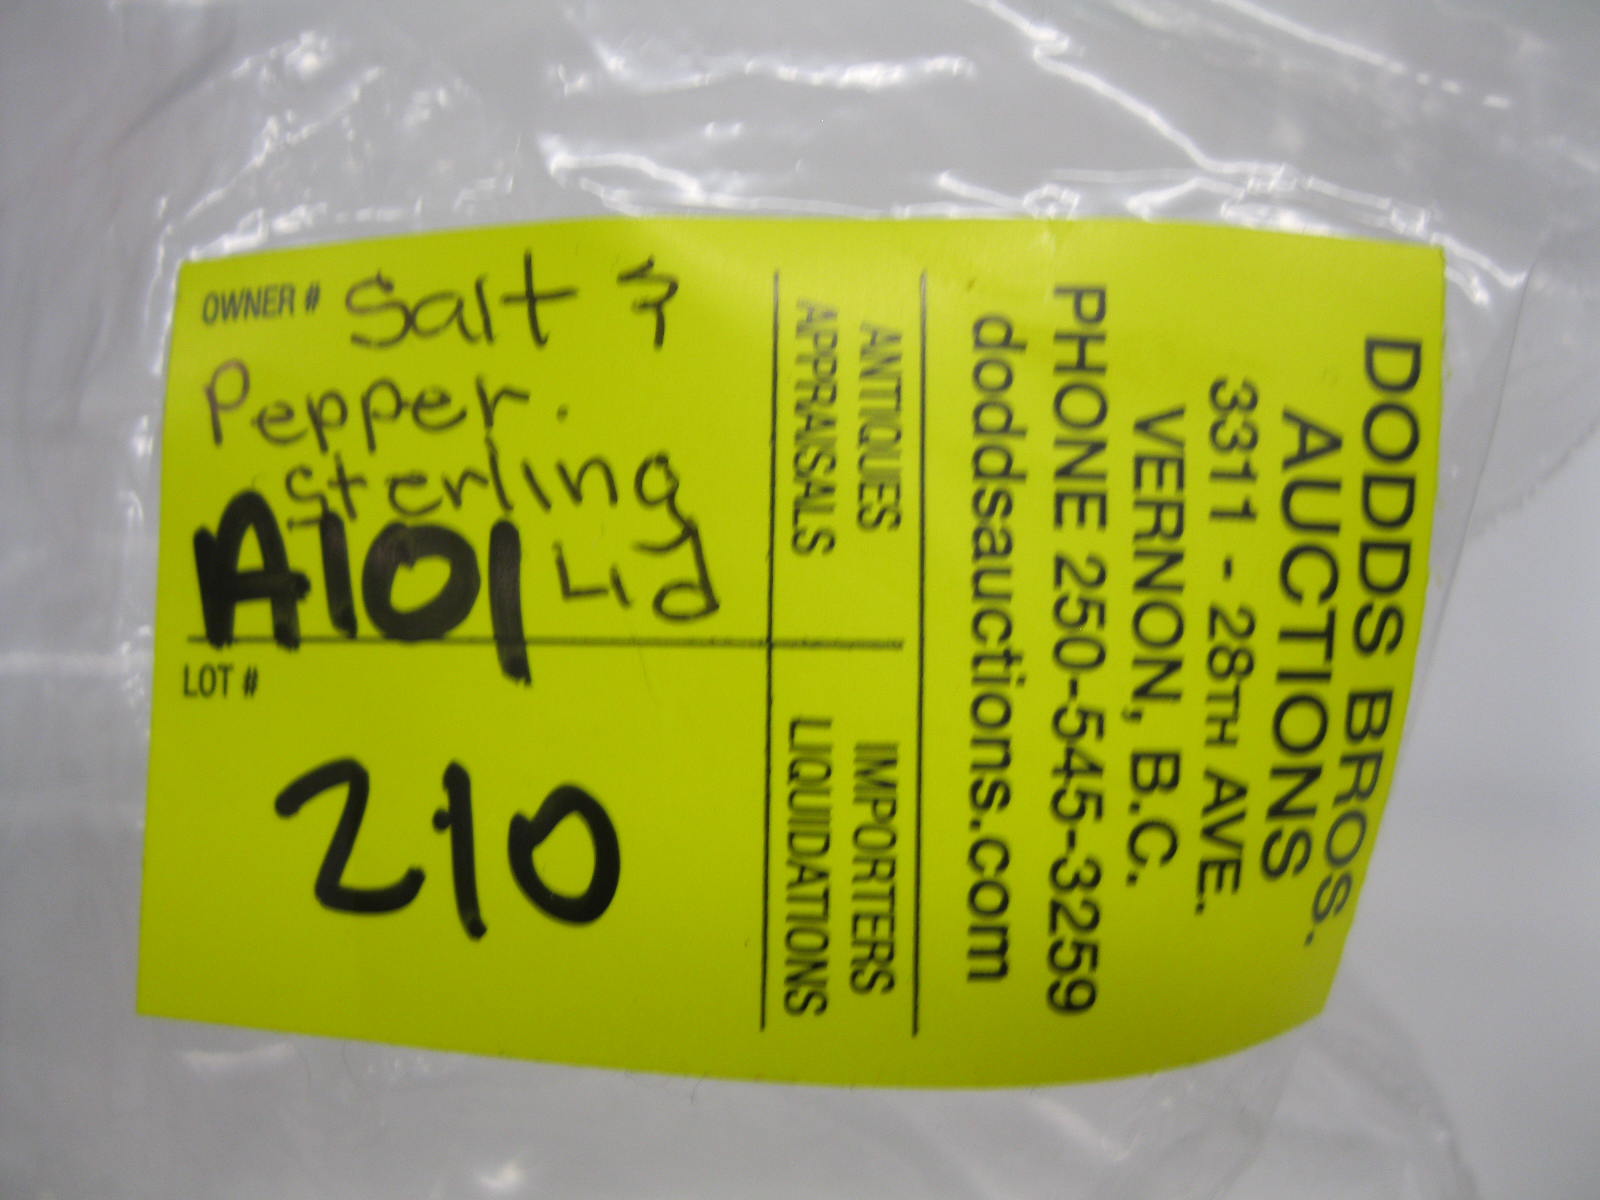 OWNER # Salt &
Pepper.
Sterling
A101 Lid
LOT #
210
ANTIQUES
APPRAISALS
IMPORTERS
LIQUIDATIONS
DODDS BROS.
AUCTIONS
3311 - 28TH AVE.
VERNON, B.C.
PHONE 250-545-3259
doddsauctions.com